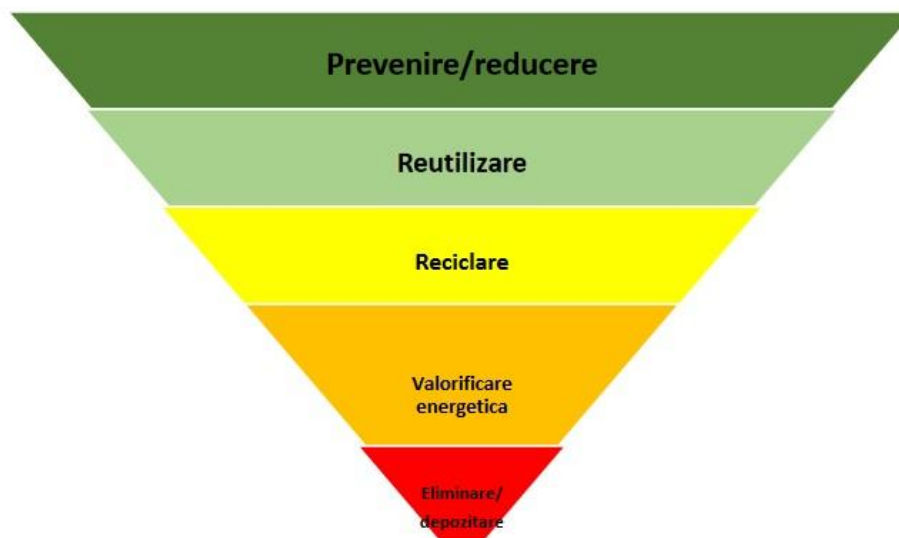 Prevenire/reducere
Reutilizare
Reciclare
Valorificare
energetica
Eliminare/
depozitare